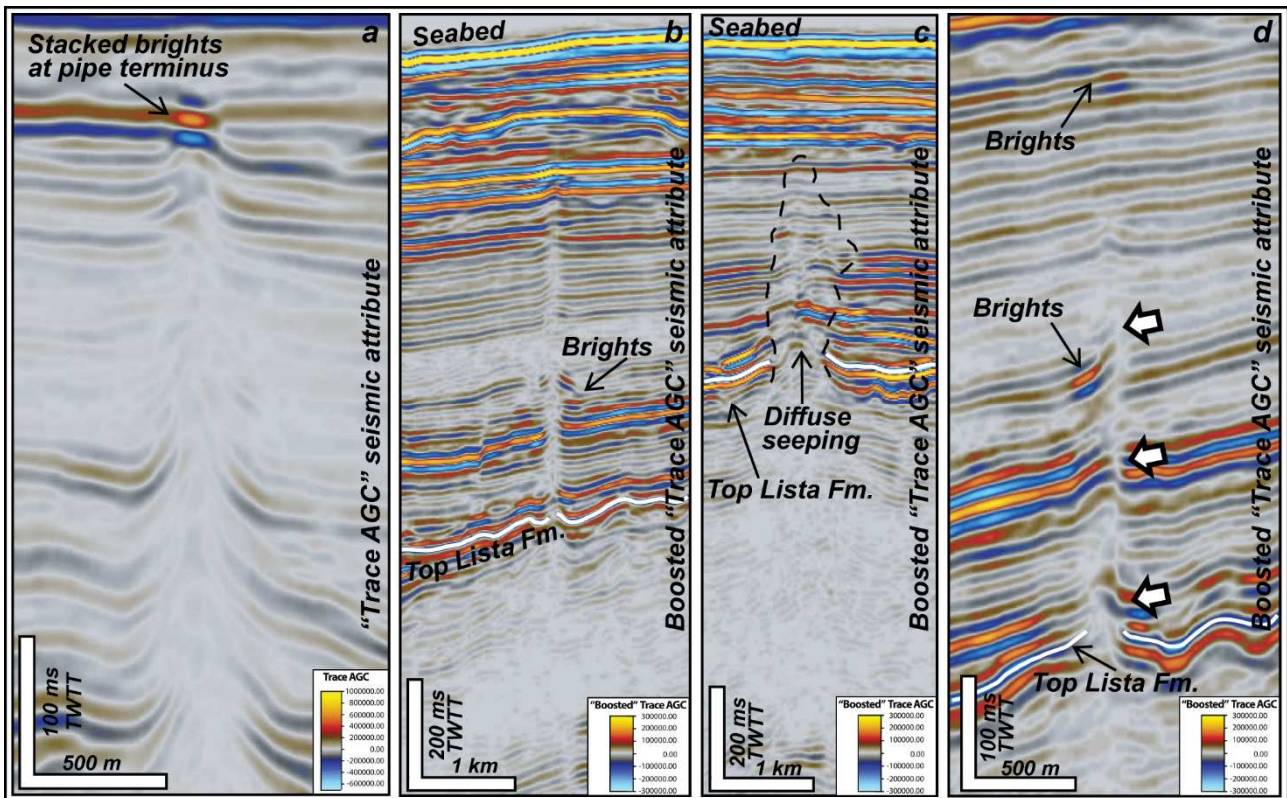 a
Stacked brights
at pipe terminus
"Trace AGC" seismic attribute
100 ms
TWTT
500 m
Trace AGC
1000000.00
800000.00
600000.00
400000.00
200000.00
0.00
-200000.00
-400000.00
-600000.00
b
Seabed
Brights
Top Lista Fm.
Boosted "Trace AGC" seismic attribute
200 ms
TWTT
1 km
"Boosted" Trace AGC
300000.00
200000.00
100000.00
0.00
-100000.00
-200000.00
-300000.00
c
Seabed
Diffuse
seeping
Top Lista Fm.
Boosted "Trace AGC" seismic attribute
200 ms
TWTT
1 km
"Boosted" Trace AGC
300000.00
200000.00
100000.00
0.00
-100000.00
-200000.00
-300000.00
d
Brights
Brights
Top Lista Fm.
Boosted "Trace AGC" seismic attribute
100 ms
TWTT
500 m
"Boosted" Trace AGC
300000.00
200000.00
100000.00
0.00
-100000.00
-200000.00
-300000.00